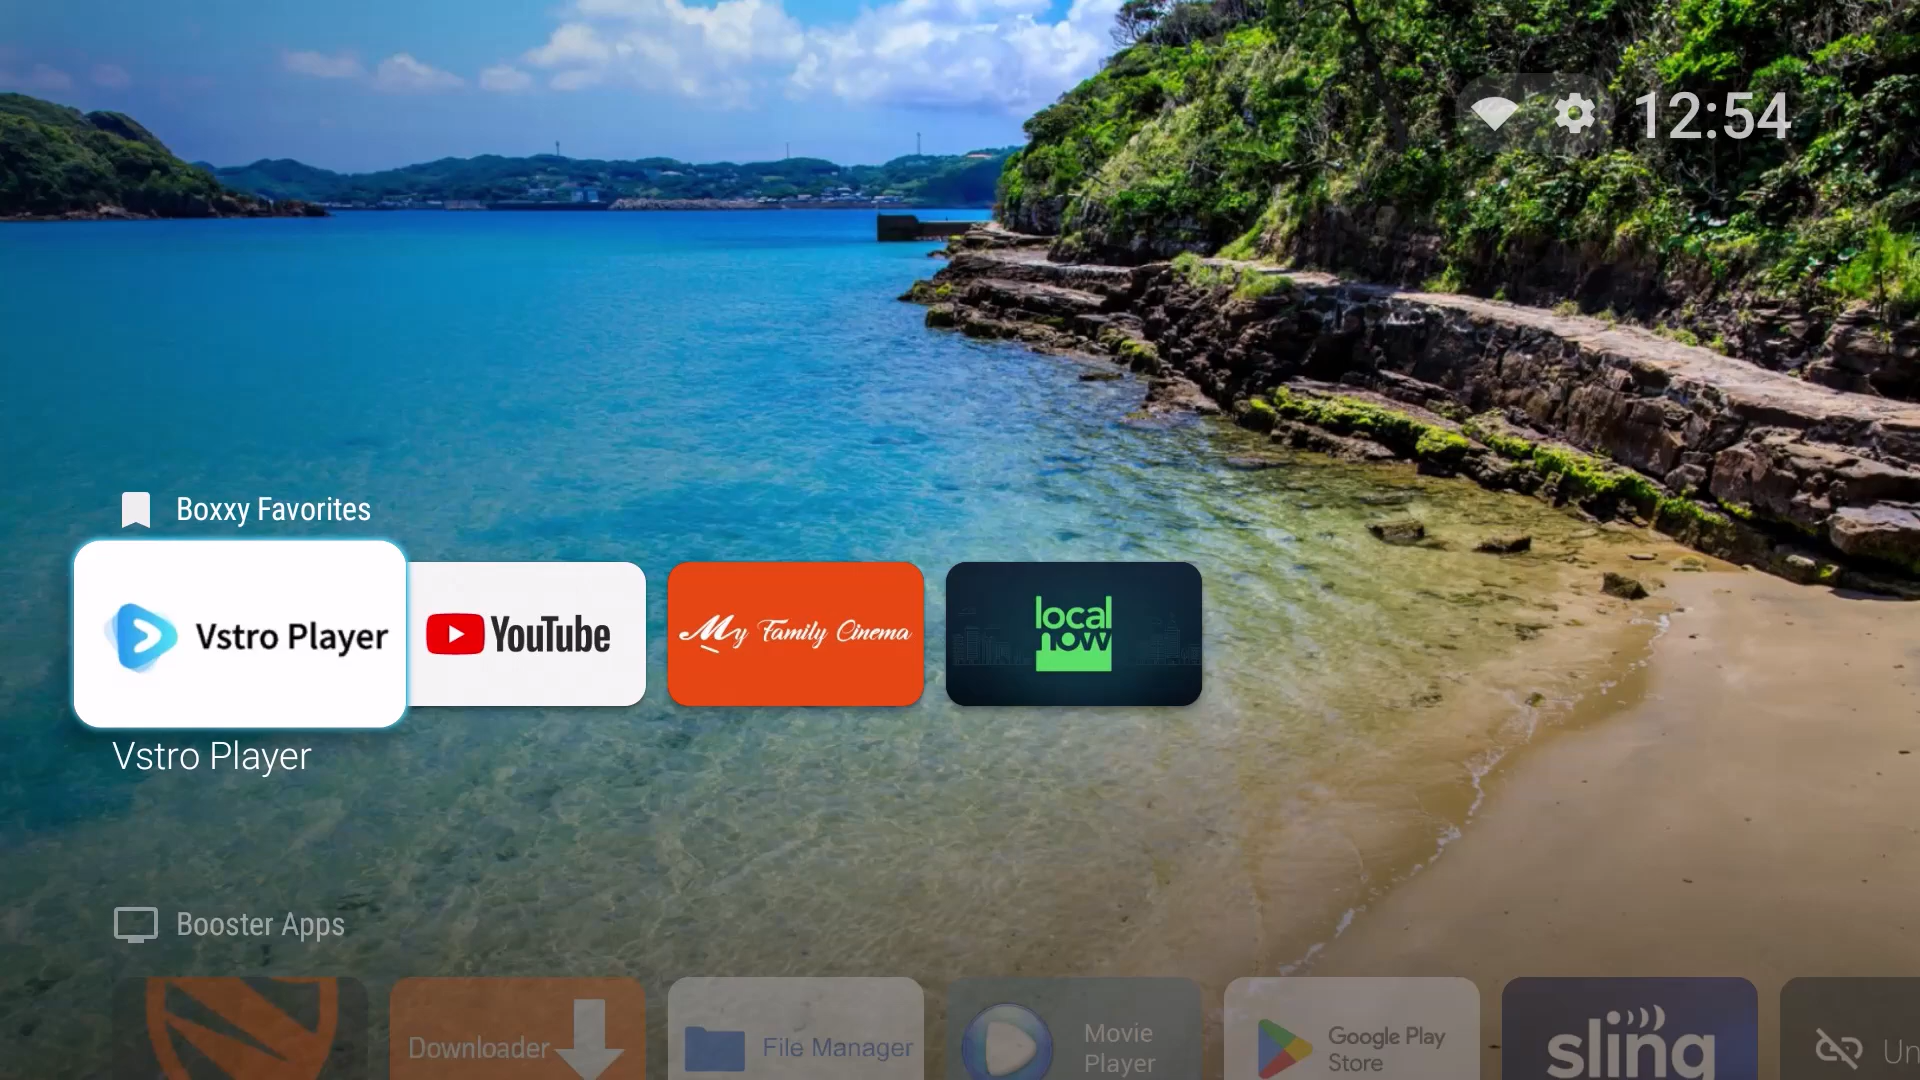 12:54
Boxxy Favorites
Vstro Player
YouTube
My Family Cinema
local
now
Vstro Player
Booster Apps
Downloader
File Manager
Movie
Player
Google Play
Store
sling
Un